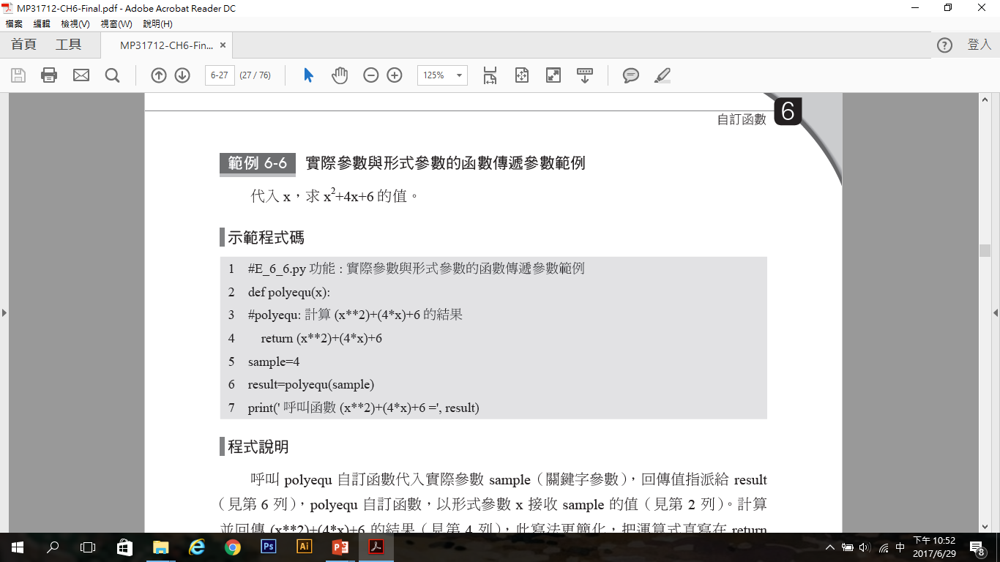 MP31712-CH6-Final.pdf - Adobe Acrobat Reader DC
檔案 編輯 檢視(V) 視窗(W) 說明(H)
首頁 工具 MP31712-CH6-Fin... × 登入
6-27 (27 / 76) 125%
自訂函數 6
範例 6-6 實際參數與形式參數的函數傳遞參數範例
代入 x，求 x²+4x+6 的值。
示範程式碼
1 #E_6_6.py 功能 : 實際參數與形式參數的函數傳遞參數範例
2 def polyequ(x):
3 #polyequ: 計算 (x**2)+(4*x)+6 的結果
4 return (x**2)+(4*x)+6
5 sample=4
6 result=polyequ(sample)
7 print(' 呼叫函數 (x**2)+(4*x)+6 =', result)
程式說明
呼叫 polyequ 自訂函數代入實際參數 sample（關鍵字參數），回傳值指派給 result
（見第 6 列），polyequ 自訂函數，以形式參數 x 接收 sample 的值（見第 2 列）。計算
並回傳 (x**2)+(4*x)+6 的結果（見第 4 列），此寫法更簡化，把運算式直寫在 return
Ps Ai 中 下午 10:52
2017/6/29 8